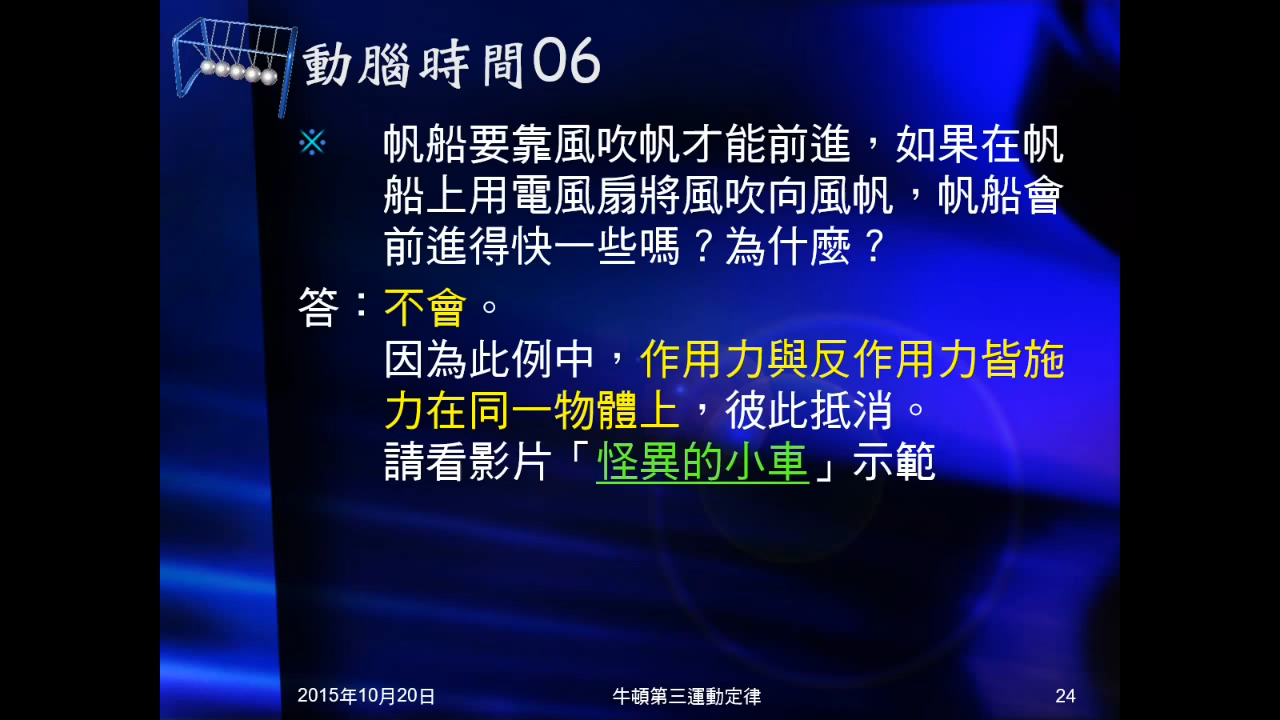 動腦時間06
※ 帆船要靠風吹帆才能前進，如果在帆
船上用電風扇將風吹向風帆，帆船會
前進得快一些嗎？為什麼？
答：不會。
因為此例中，作用力與反作用力皆施
力在同一物體上，彼此抵消。
請看影片「怪異的小車」示範
2015年10月20日
牛頓第三運動定律
24